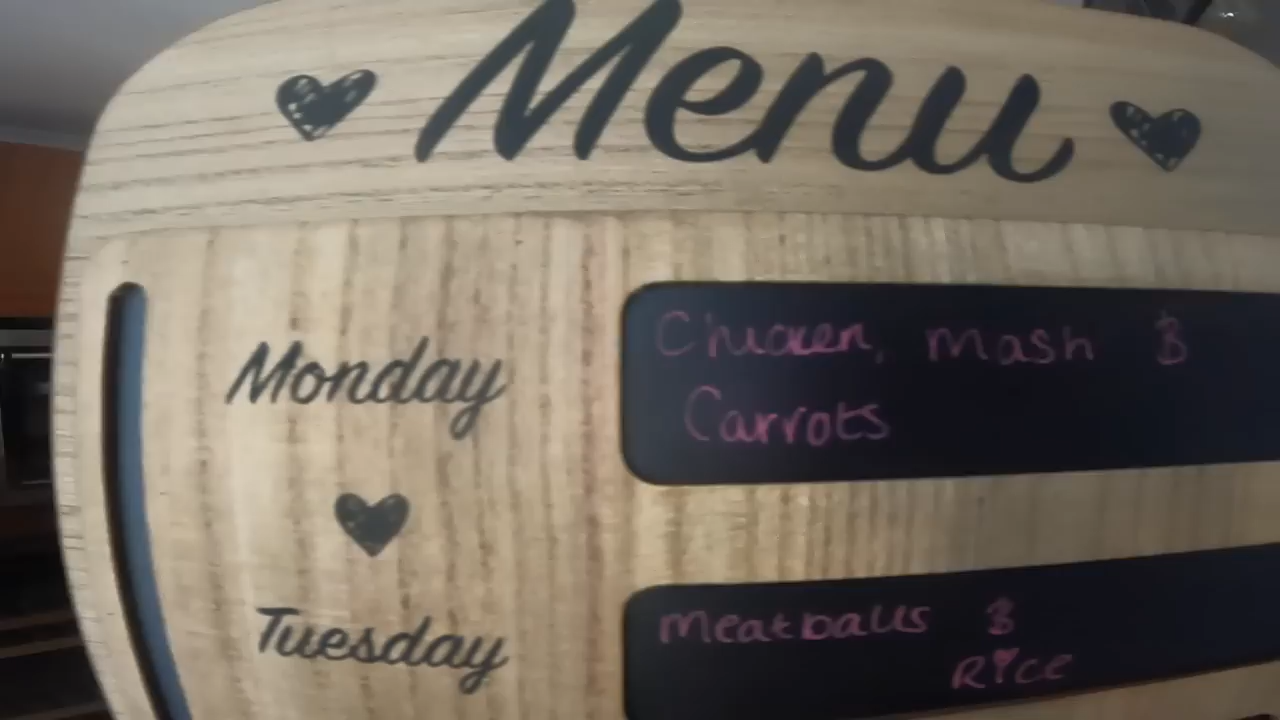 Menu
Monday
Chicken, mash &
Carrots
Tuesday
Meatballs &
Rice